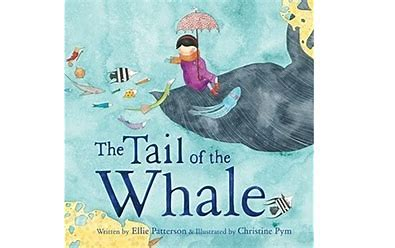 The Tail of the
Whale
Written by Ellie Patterson & Illustrated by Christine Pym